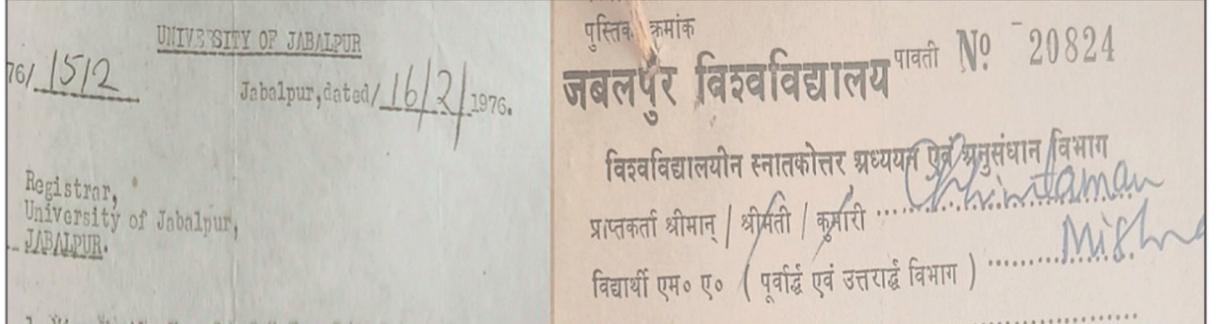 UNIVERSITY OF JABALPUR
76/ 1512
Jabalpur,dated/ 16/2/ 1976.
Registrar,
University of Jabalpur,
JABALPUR.
पुस्तिका क्रमांक
जबलपुर विश्वविद्यालय पावती Nº 20824
विश्वविद्यालयीन स्नातकोत्तर अध्ययन एवं अनुसंधान विभाग
प्राप्तकर्ता श्रीमान् / श्रीमती / कुमारी Chintaman
Mishra
विद्यार्थी एम० ए० ( पूर्वार्द्ध एवं उत्तरार्द्ध विभाग )